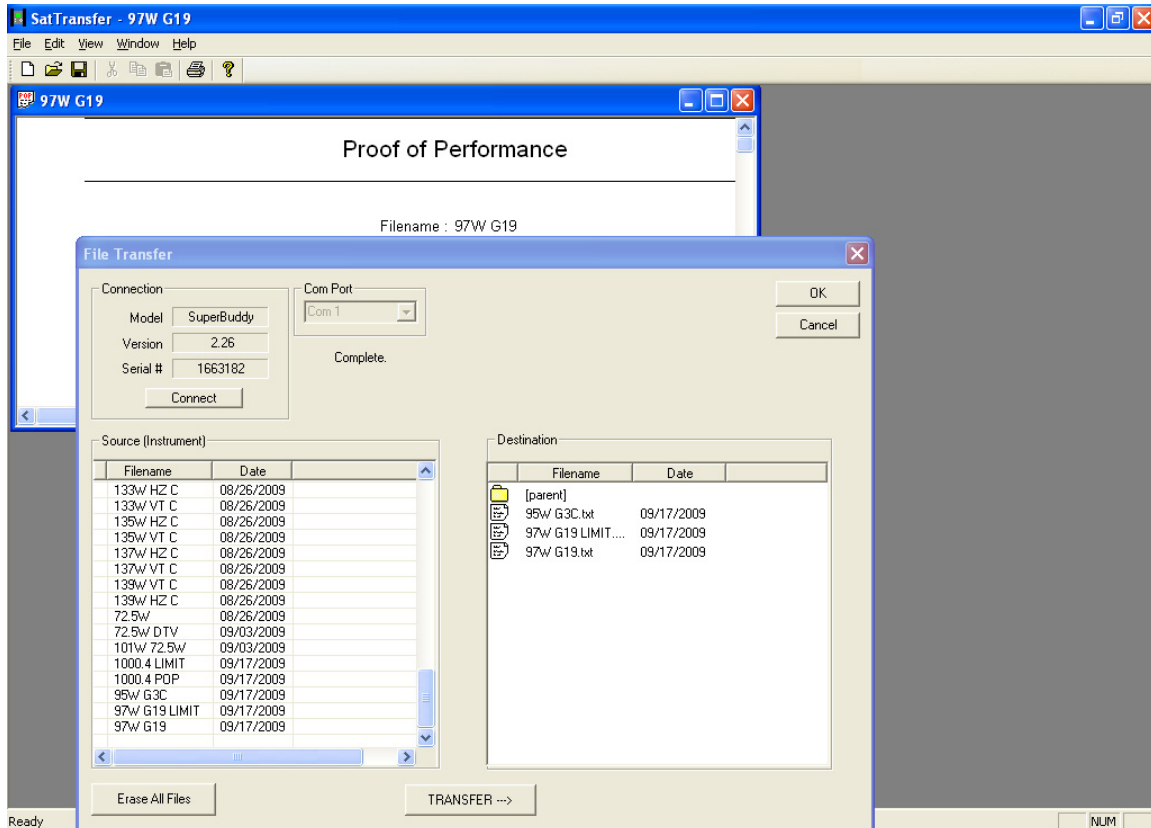 SatTransfer - 97W G19
File Edit View Window Help
97W G19
Proof of Performance
Filename : 97W G19
File Transfer
Connection
Model SuperBuddy
Version 2.26
Serial # 1663182
Connect
Com Port
Com 1
Complete.
OK
Cancel
Source (Instrument)
Filename Date
133W HZ C 08/26/2009
133W VT C 08/26/2009
135W HZ C 08/26/2009
135W VT C 08/26/2009
137W HZ C 08/26/2009
137W VT C 08/26/2009
139W VT C 08/26/2009
139W HZ C 08/26/2009
72.5W 08/26/2009
72.5W DTV 09/03/2009
101W 72.5W 09/03/2009
1000.4 LIMIT 09/17/2009
1000.4 POP 09/17/2009
95W G3C 09/17/2009
97W G19 LIMIT 09/17/2009
97W G19 09/17/2009
Destination
Filename Date
[parent]
95W G3C.txt 09/17/2009
97W G19 LIMIT.... 09/17/2009
97W G19.txt 09/17/2009
Erase All Files
TRANSFER --->
Ready
NUM